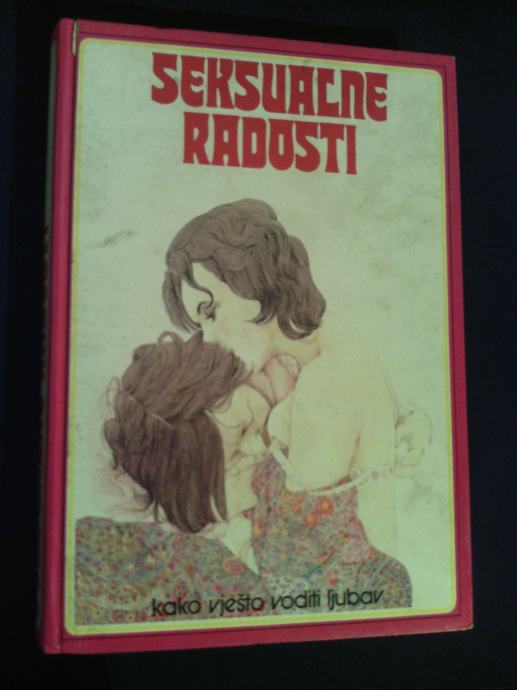 SEKSUALNE
RADOSTI
kako vješto voditi ljubav